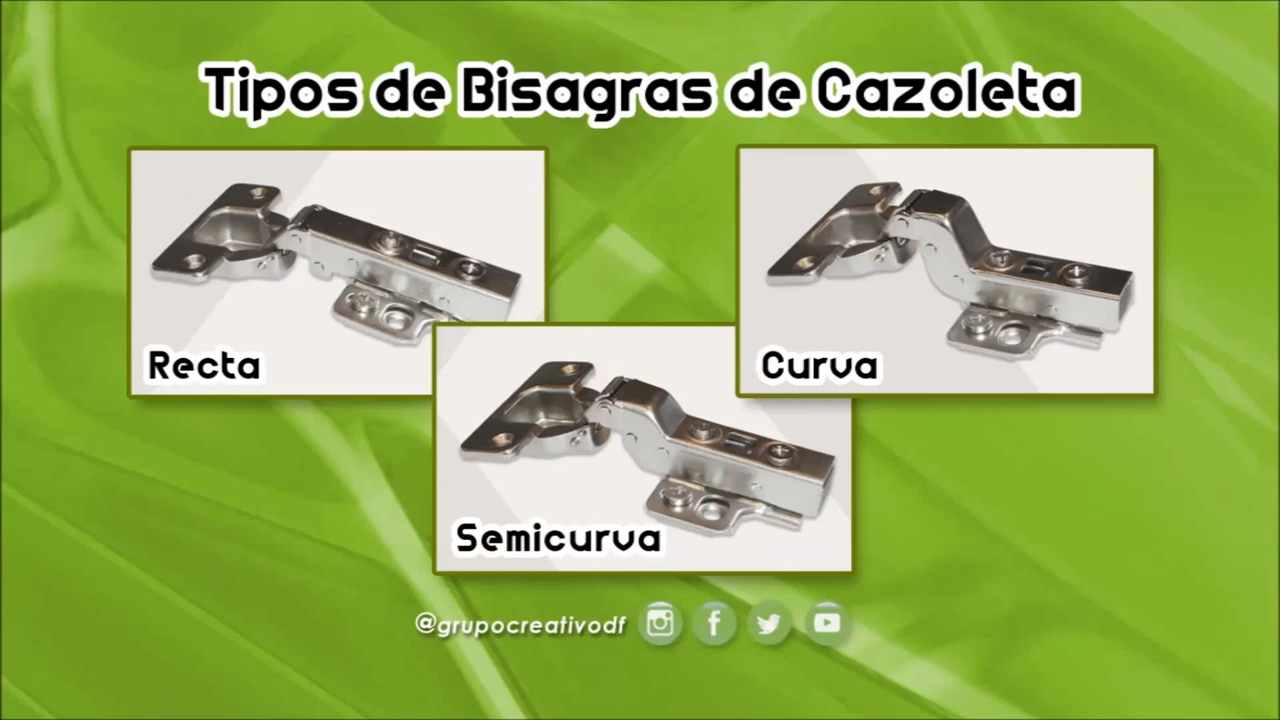 Tipos de Bisagras de Cazoleta
Recta
Curva
Semicurva
@grupocreativodf